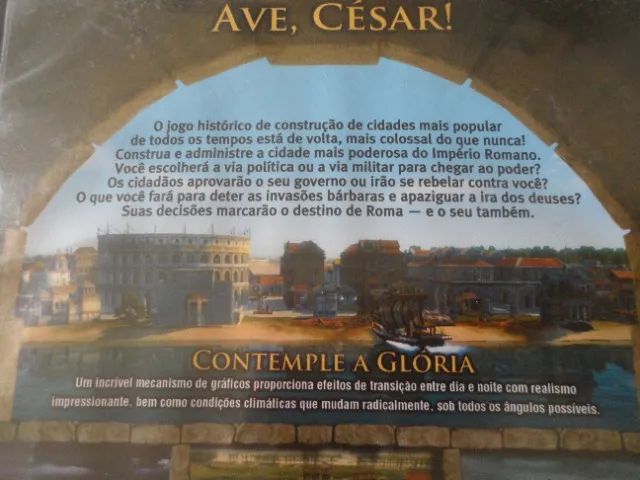 AVE, CÉSAR!
O jogo histórico de construção de cidades mais popular
de todos os tempos está de volta, mais colossal do que nunca!
Construa e administre a cidade mais poderosa do Império Romano.
Você escolherá a via política ou a via militar para chegar ao poder?
Os cidadãos aprovarão o seu governo ou irão se rebelar contra você?
O que você fará para deter as invasões bárbaras e apaziguar a ira dos deuses?
Suas decisões marcarão o destino de Roma — e o seu também.
CONTEMPLE A GLÓRIA
Um incrível mecanismo de gráficos proporciona efeitos de transição entre dia e noite com realismo
impressionante, bem como condições climáticas que mudam radicalmente, sob todos os ângulos possíveis.